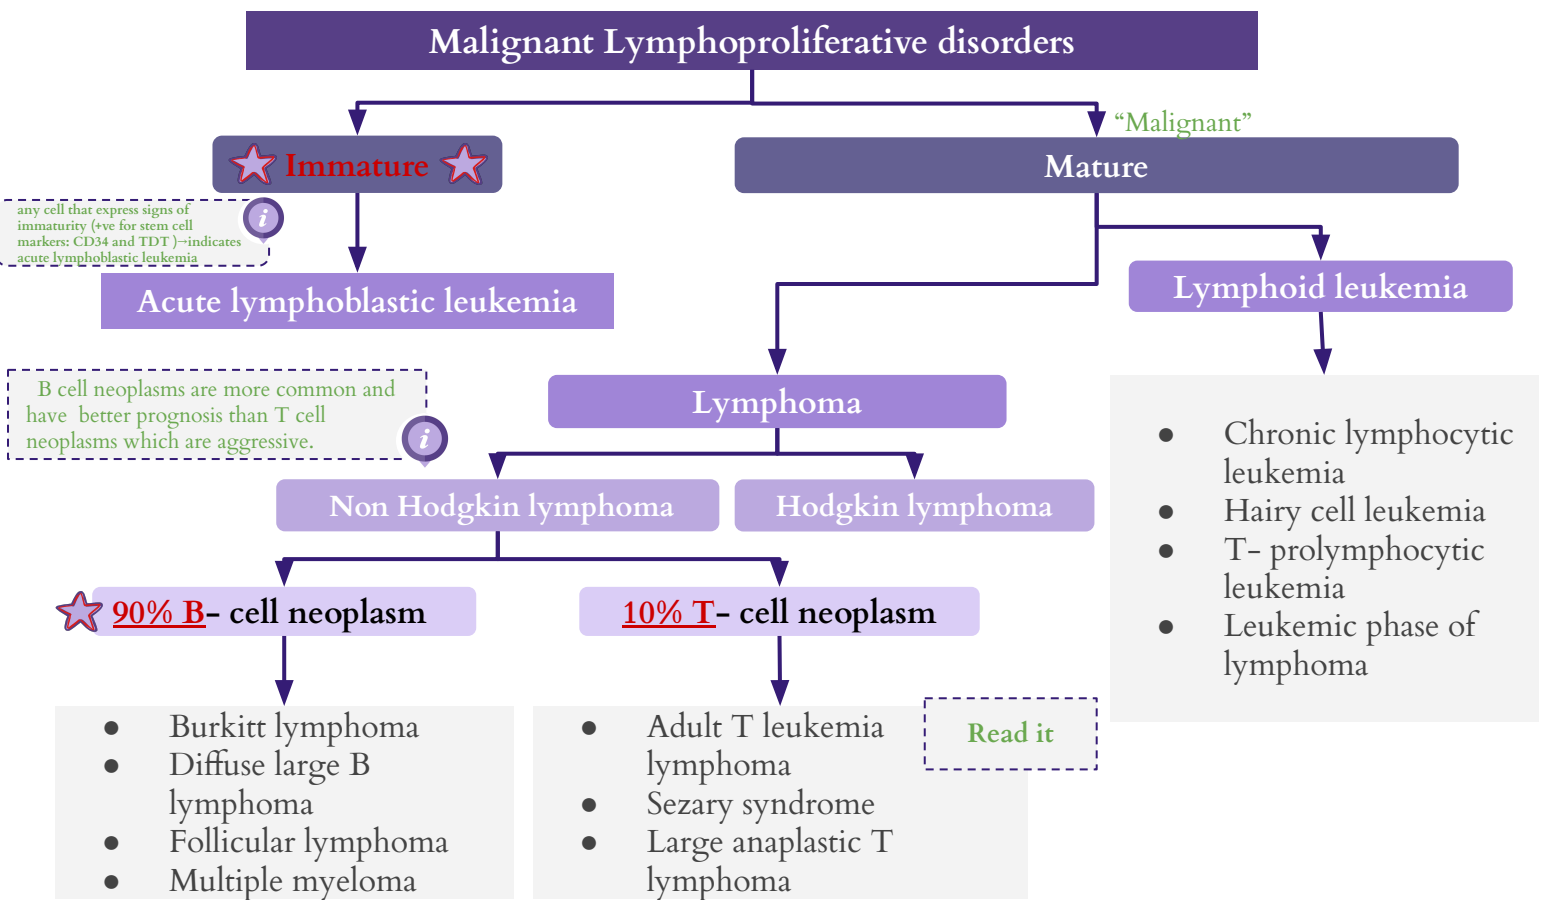 Malignant Lymphoproliferative disorders
“Malignant”
Immature
Mature
any cell that express signs of
immaturity (+ve for stem cell
markers: CD34 and TDT )→indicates
acute lymphoblastic leukemia
i
Acute lymphoblastic leukemia
Lymphoid leukemia
B cell neoplasms are more common and
have better prognosis than T cell
neoplasms which are aggressive.
i
Lymphoma
● Chronic lymphocytic
leukemia
● Hairy cell leukemia
● T- prolymphocytic
leukemia
● Leukemic phase of
lymphoma
Non Hodgkin lymphoma
Hodgkin lymphoma
90% B- cell neoplasm
10% T- cell neoplasm
● Burkitt lymphoma
● Diffuse large B
lymphoma
● Follicular lymphoma
● Multiple myeloma
● Adult T leukemia
lymphoma
● Sezary syndrome
● Large anaplastic T
lymphoma
Read it